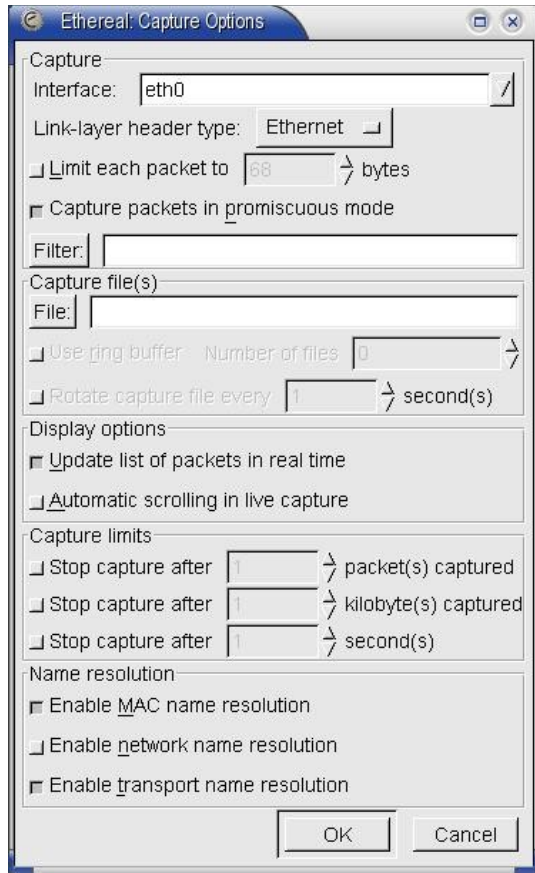 Ethereal: Capture Options
Capture
Interface: eth0
Link-layer header type: Ethernet
Limit each packet to 68 bytes
Capture packets in promiscuous mode
Filter:
Capture file(s)
File:
Use ring buffer Number of files 0
Rotate capture file every 1 second(s)
Display options
Update list of packets in real time
Automatic scrolling in live capture
Capture limits
Stop capture after 1 packet(s) captured
Stop capture after 1 kilobyte(s) captured
Stop capture after 1 second(s)
Name resolution
Enable MAC name resolution
Enable network name resolution
Enable transport name resolution
OK Cancel